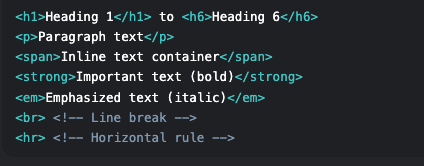 <h1>Heading 1</h1> to <h6>Heading 6</h6>
<p>Paragraph text</p>
<span>Inline text container</span>
<strong>Important text (bold)</strong>
<em>Emphasized text (italic)</em>
<br> <!-- Line break -->
<hr> <!-- Horizontal rule -->